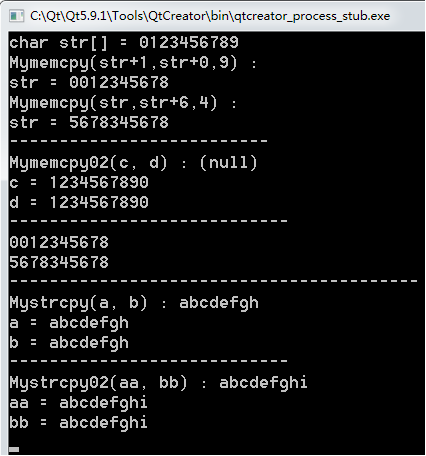 C:\Qt\Qt5.9.1\Tools\QtCreator\bin\qtcreator_process_stub.exe
char str[] = 0123456789
Mymemcpy(str+1,str+0,9) :
str = 0012345678
Mymemcpy(str,str+6,4) :
str = 5678345678
---------------------------
Mymemcpy02(c, d) : (null)
c = 1234567890
d = 1234567890
-----------------------------
0012345678
5678345678
-------------------------------------------
Mystrcpy(a, b) : abcdefgh
a = abcdefgh
b = abcdefgh
-----------------------------
Mystrcpy02(aa, bb) : abcdefghi
aa = abcdefghi
bb = abcdefghi